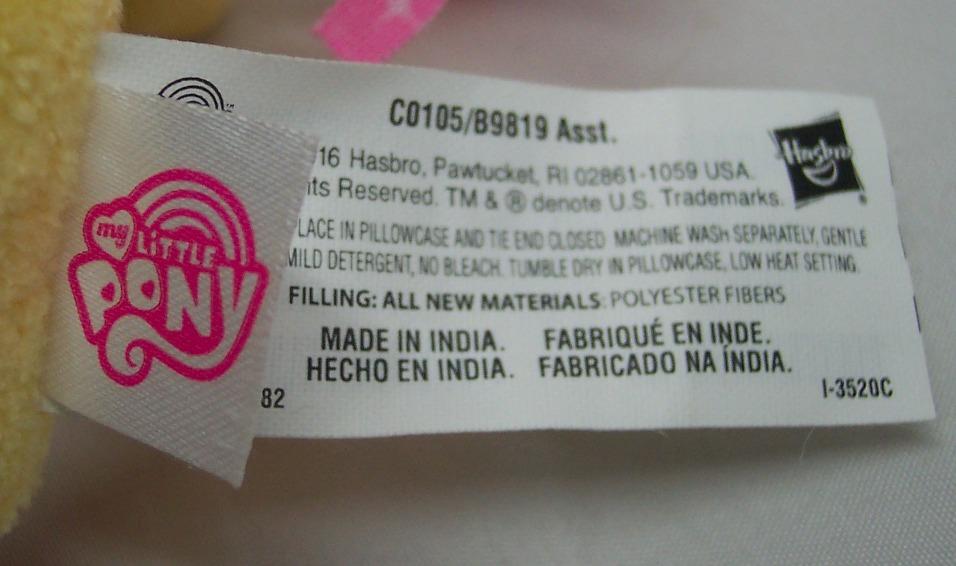 my
LITTLE
PONY
C0105/B9819 Asst.
16 Hasbro, Pawtucket, RI 02861-1059 USA.
ts Reserved. TM & ® denote U.S. Trademarks.
Hasbro
®
PLACE IN PILLOWCASE AND TIE END CLOSED MACHINE WASH SEPARATELY, GENTLE
MILD DETERGENT, NO BLEACH. TUMBLE DRY IN PILLOWCASE, LOW HEAT SETTING.
FILLING: ALL NEW MATERIALS: POLYESTER FIBERS
MADE IN INDIA. FABRIQUÉ EN INDE.
HECHO EN INDIA. FABRICADO NA ÍNDIA.
82
I-3520C